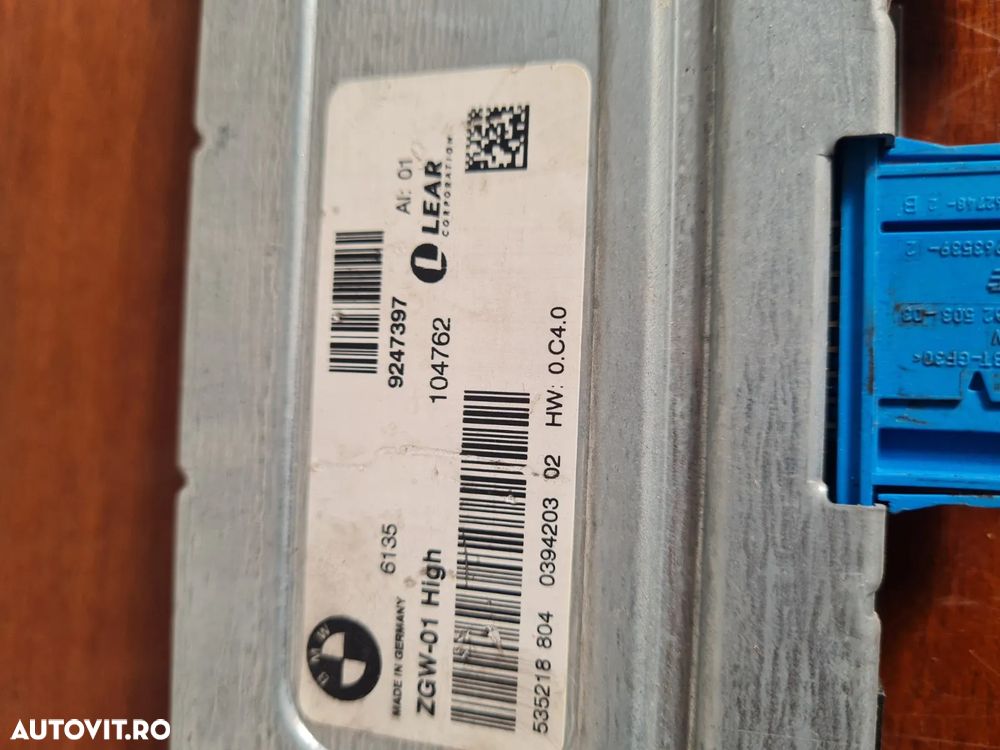 BMW
MADE IN GERMANY
6135
9247397
AI: 01
ZGW-01 High
104762
LEAR
CORPORATION
535218 804 0394203 02 HW: 0.C4.0
AUTOVIT.RO